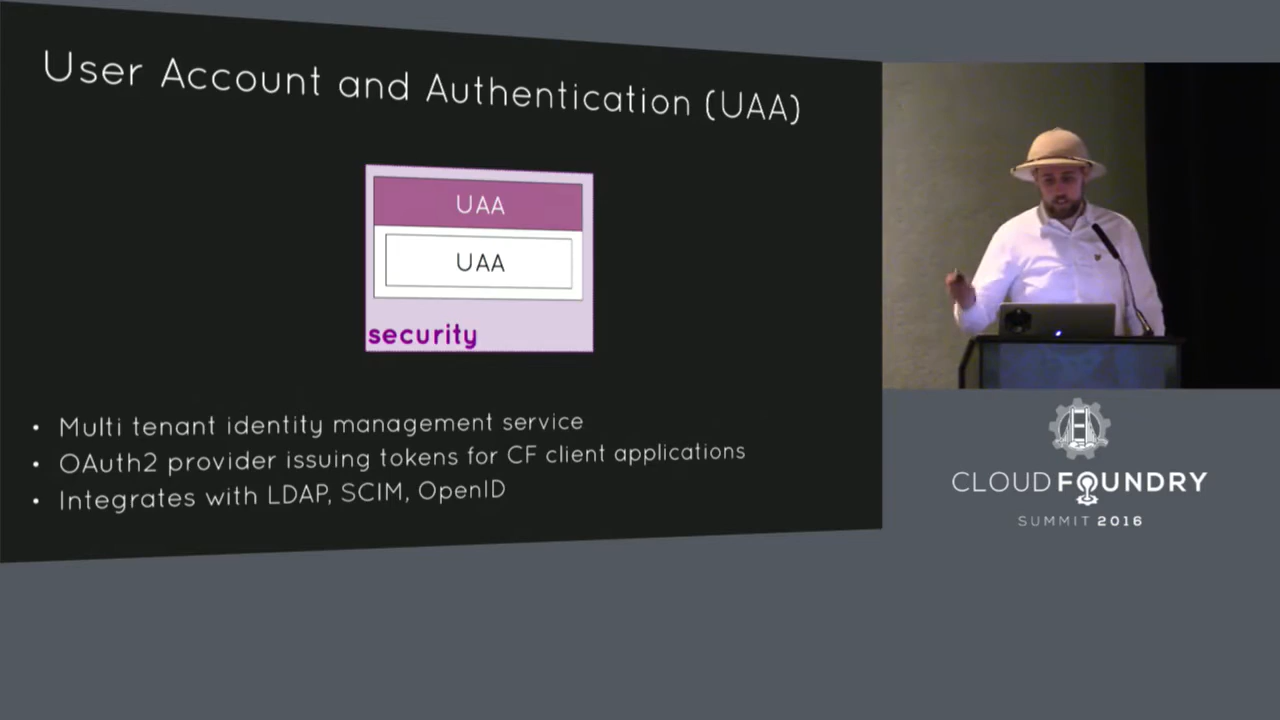 User Account and Authentication (UAA)
UAA
UAA
security
• Multi tenant identity management service
• OAuth2 provider issuing tokens for CF client applications
• Integrates with LDAP, SCIM, OpenID
CLOUD FOUNDRY
SUMMIT 2016